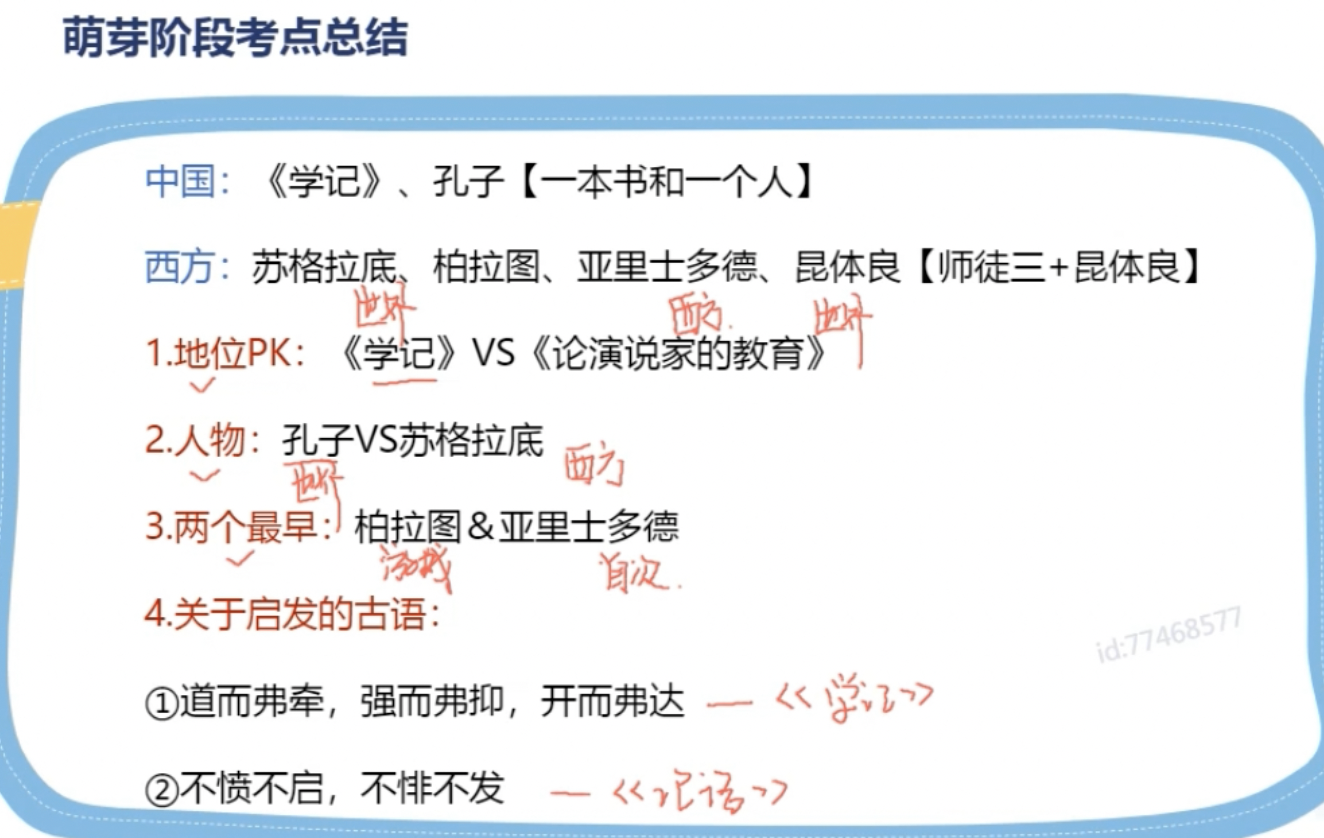 萌芽阶段考点总结
中国：《学记》、孔子【一本书和一个人】
西方：苏格拉底、柏拉图、亚里士多德、昆体良【师徒三+昆体良】
世界 西方 世界
1.地位PK：《学记》VS《论演说家的教育》
2.人物：孔子VS苏格拉底
世界 西方
3.两个最早：柏拉图＆亚里士多德
游戏 自次
4.关于启发的古语：
id:77468577
①道而弗牵，强而弗抑，开而弗达 — 《学记》
②不愤不启，不悱不发 — 《论语》